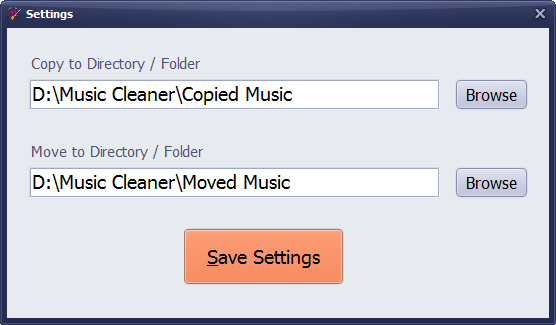 Settings
Copy to Directory / Folder
D:\Music Cleaner\Copied Music
Browse
Move to Directory / Folder
D:\Music Cleaner\Moved Music
Browse
Save Settings